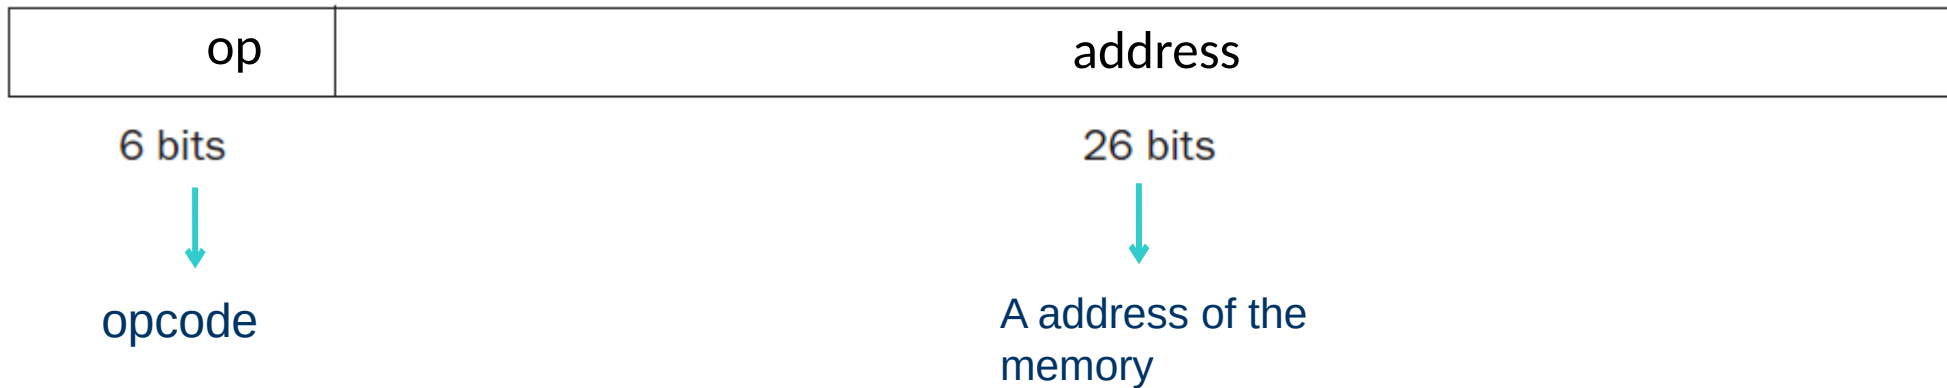 op address
6 bits 26 bits
opcode
A address of the
memory